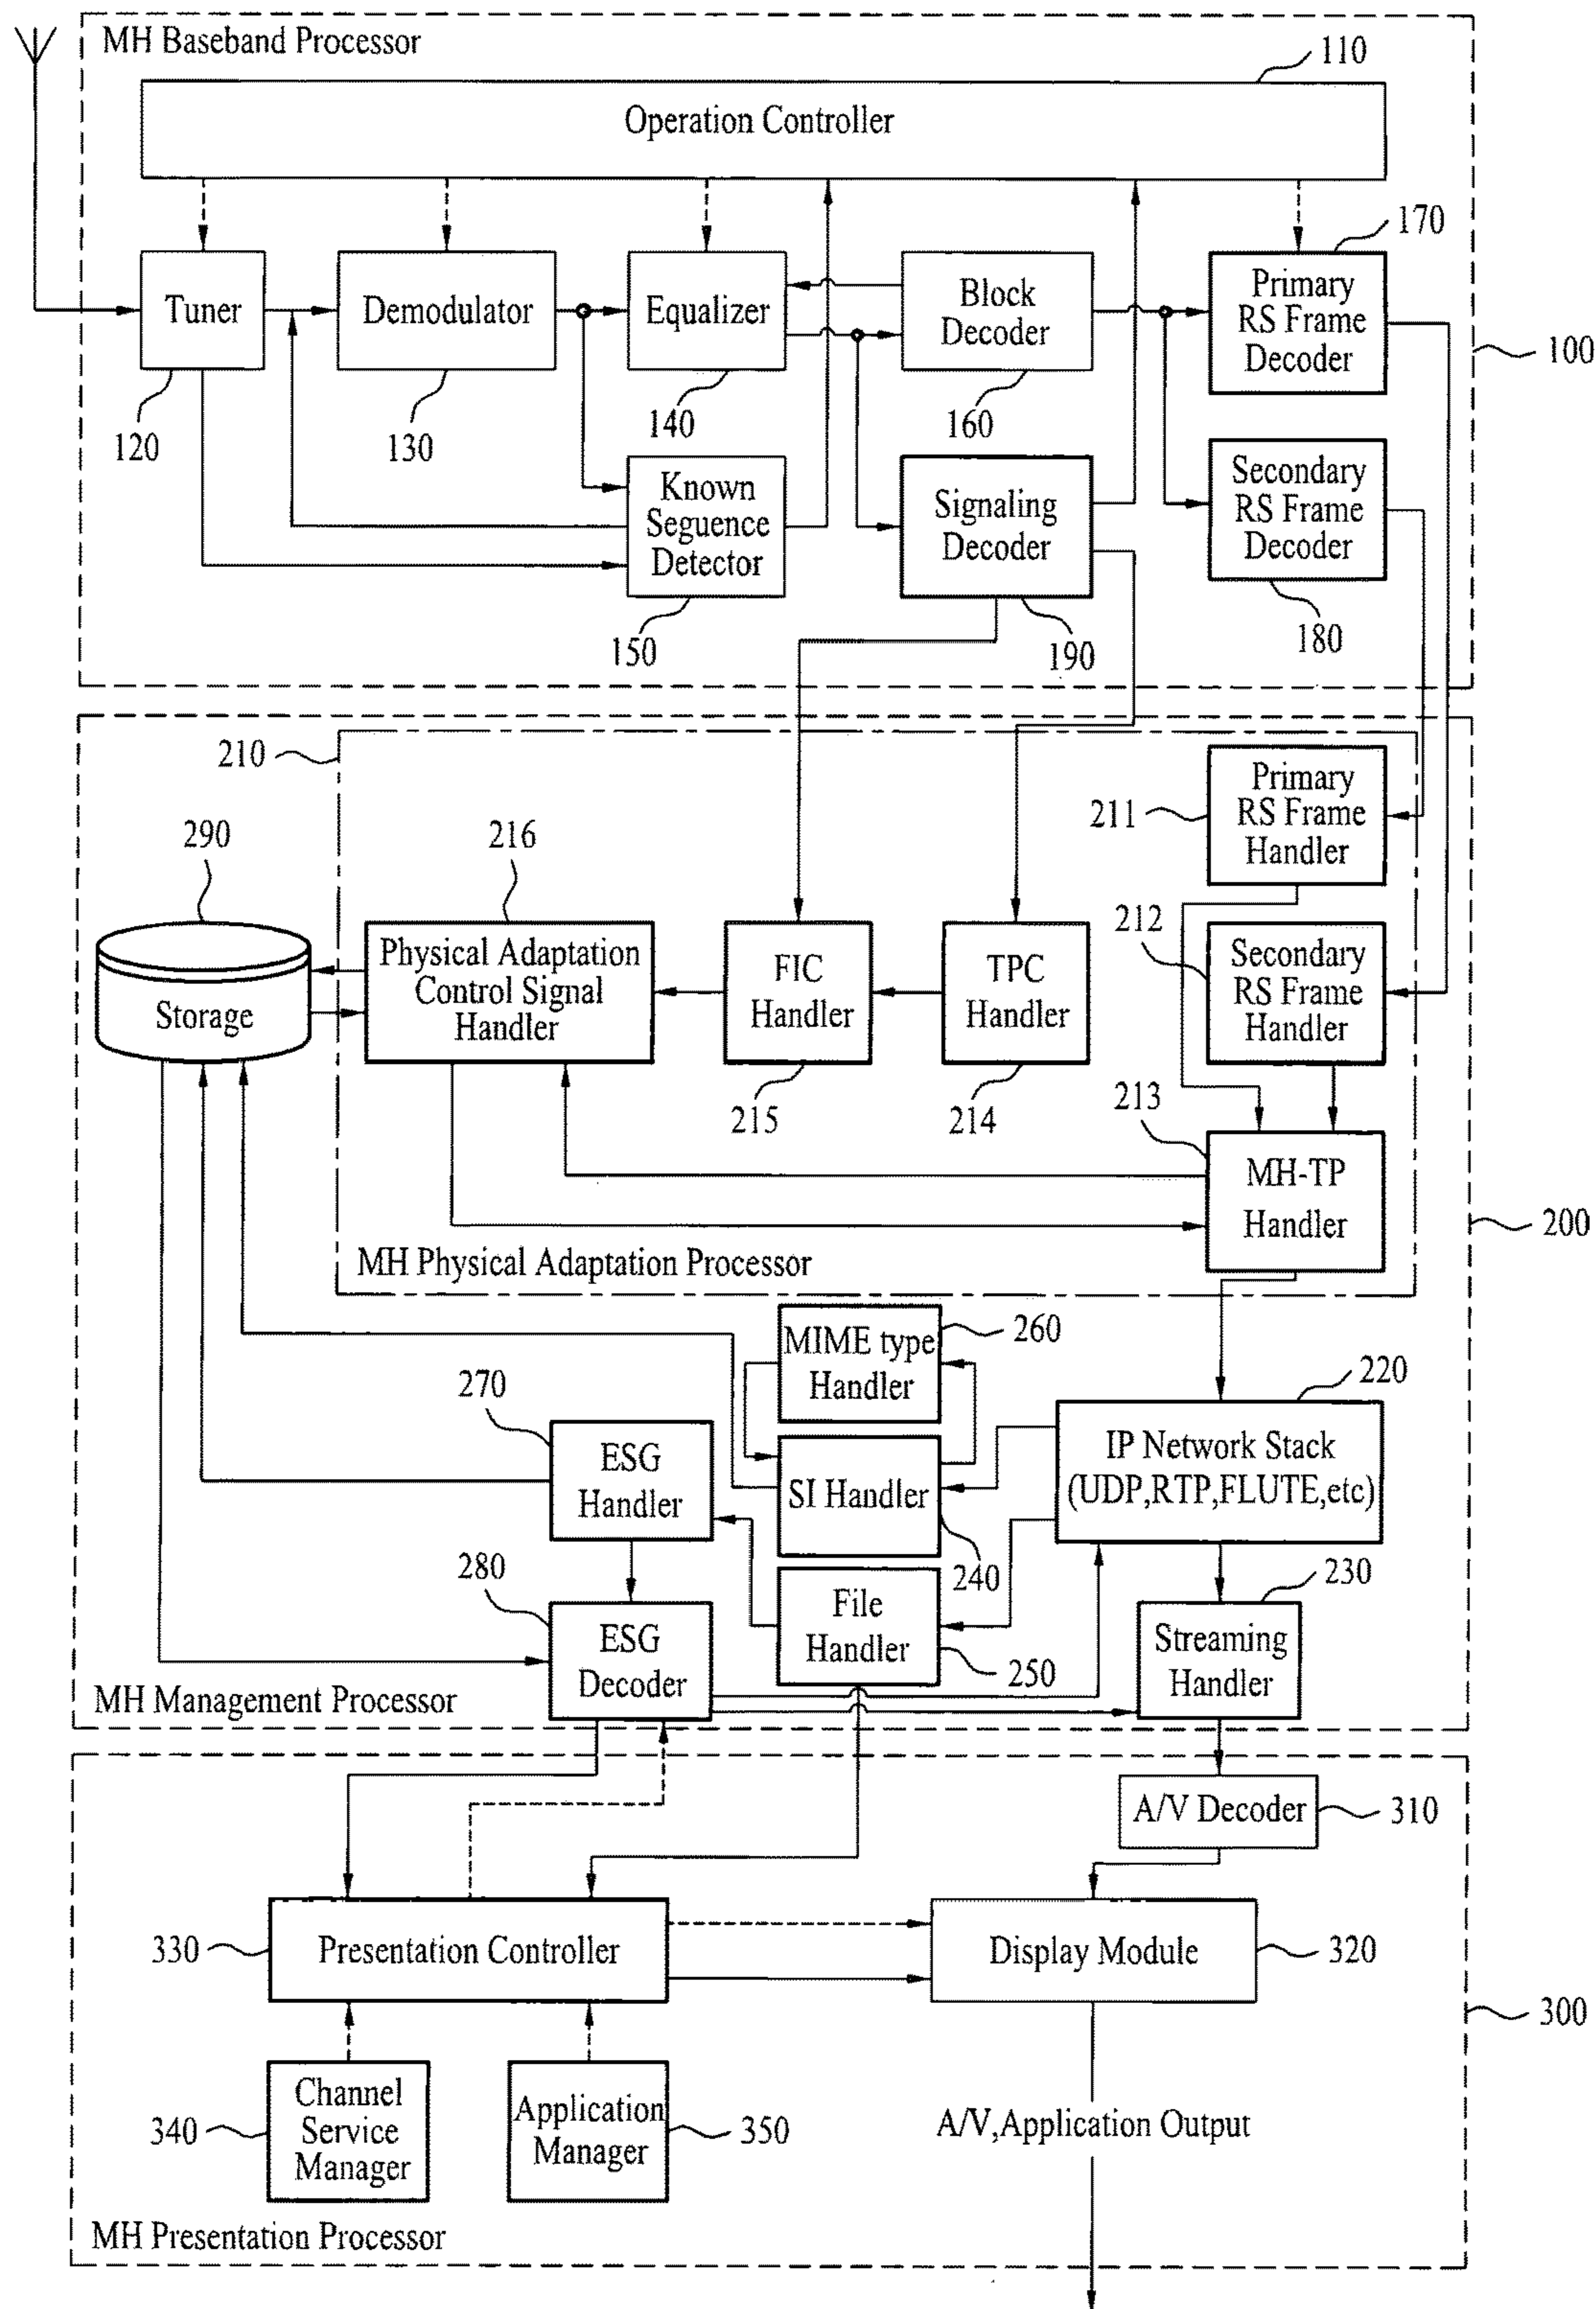 MH Baseband Processor
110
Operation Controller
170
Tuner
Demodulator
Equalizer
Block
Decoder
Primary
RS Frame
Decoder
100
120
130
140
160
Known
Seguence
Detector
Signaling
Decoder
Secondary
RS Frame
Decoder
150
190
180
210
Primary
RS Frame
Handler
211
290
216
212
Storage
Physical Adaptation
Control Signal
Handler
FIC
Handler
TPC
Handler
Secondary
RS Frame
Handler
215
214
213
MH-TP
Handler
200
MH Physical Adaptation Processor
260
MIME type
Handler
220
270
ESG
Handler
SI Handler
IP Network Stack
(UDP,RTP,FLUTE,etc)
240
280
230
ESG
Decoder
File
Handler
250
Streaming
Handler
MH Management Processor
A/V Decoder
310
330
Presentation Controller
Display Module
320
300
340
Channel
Service
Manager
Application
Manager
350
A/V,Application Output
MH Presentation Processor